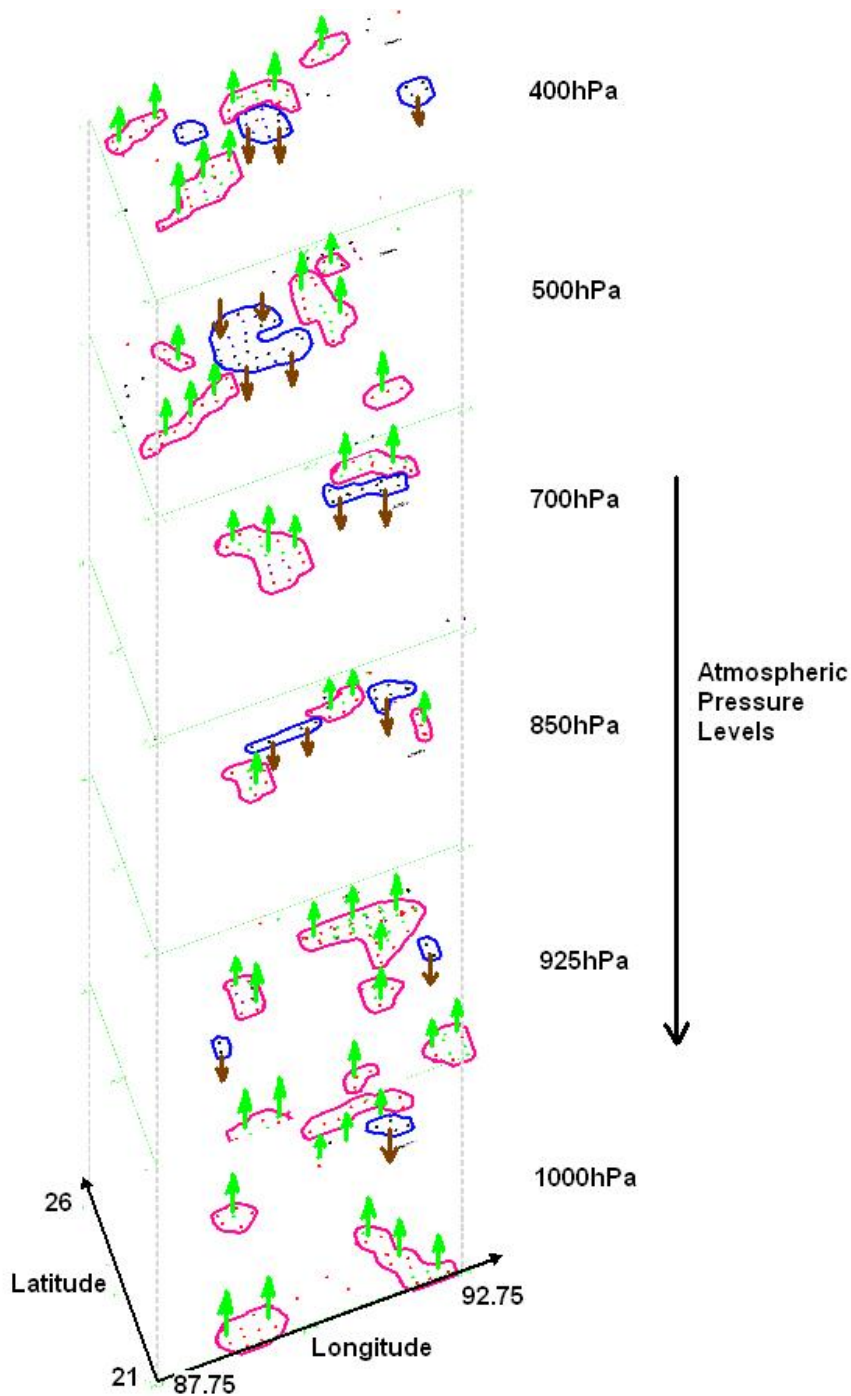 400hPa
500hPa
700hPa
Atmospheric
Pressure
Levels
850hPa
925hPa
1000hPa
26
Latitude
92.75
Longitude
21
87.75